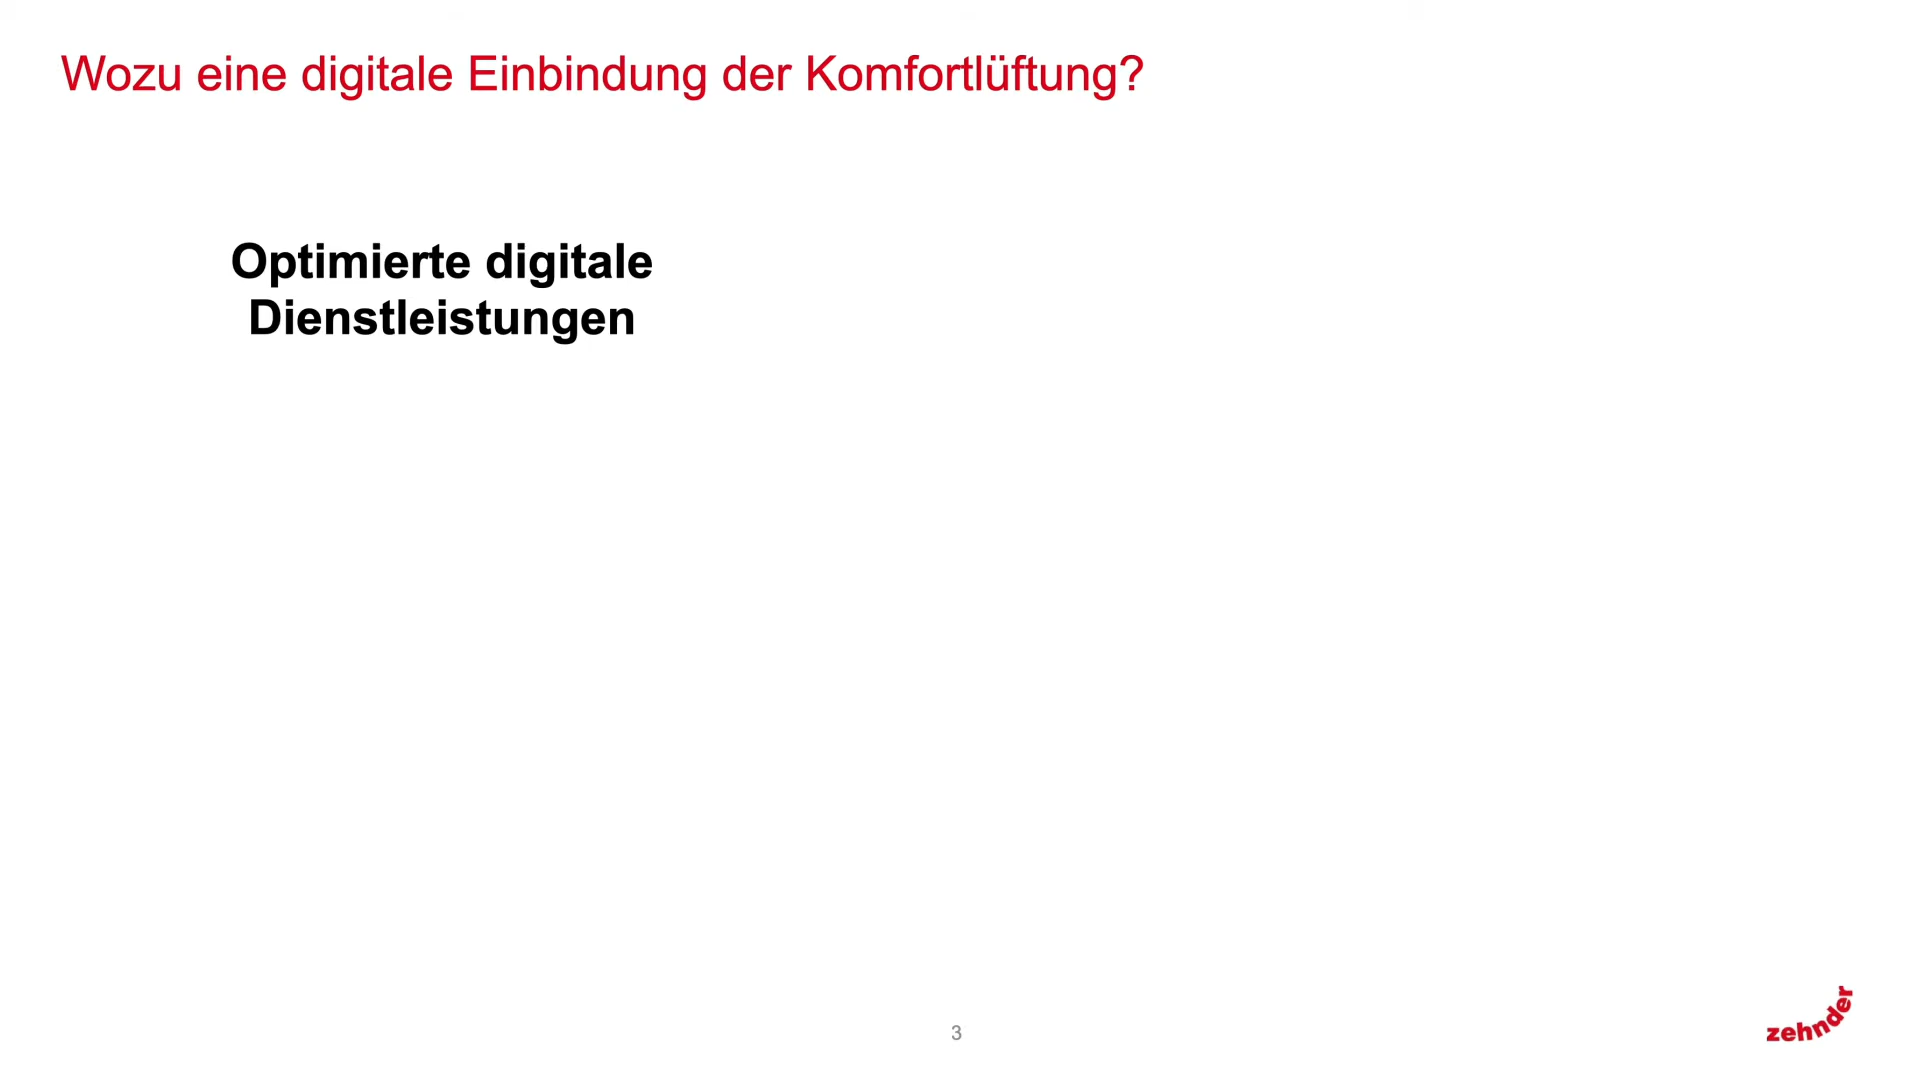 Wozu eine digitale Einbindung der Komfortlüftung?
Optimierte digitale
Dienstleistungen
3
zehnder